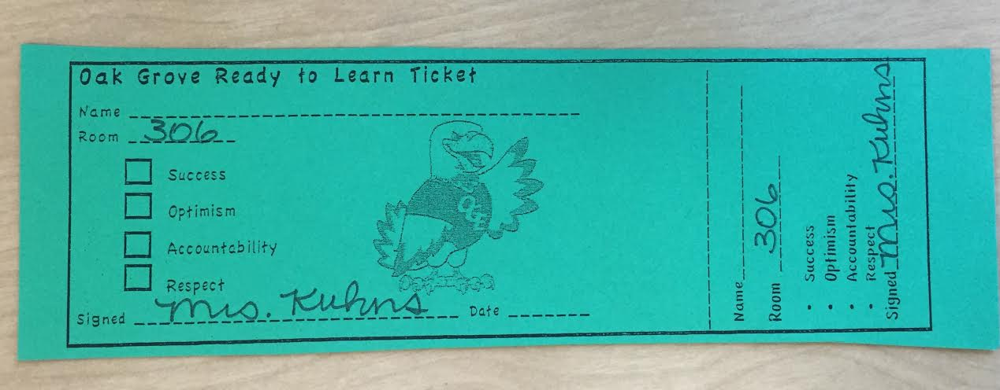 Oak Grove Ready to Learn Ticket
Name
Room 306
Success
Optimism
Accountability
Respect
Signed Mrs. Kuhns Date
OGE
Name
Room 306
• Success
• Optimism
• Accountability
• Respect
Signed Mrs. Kuhns